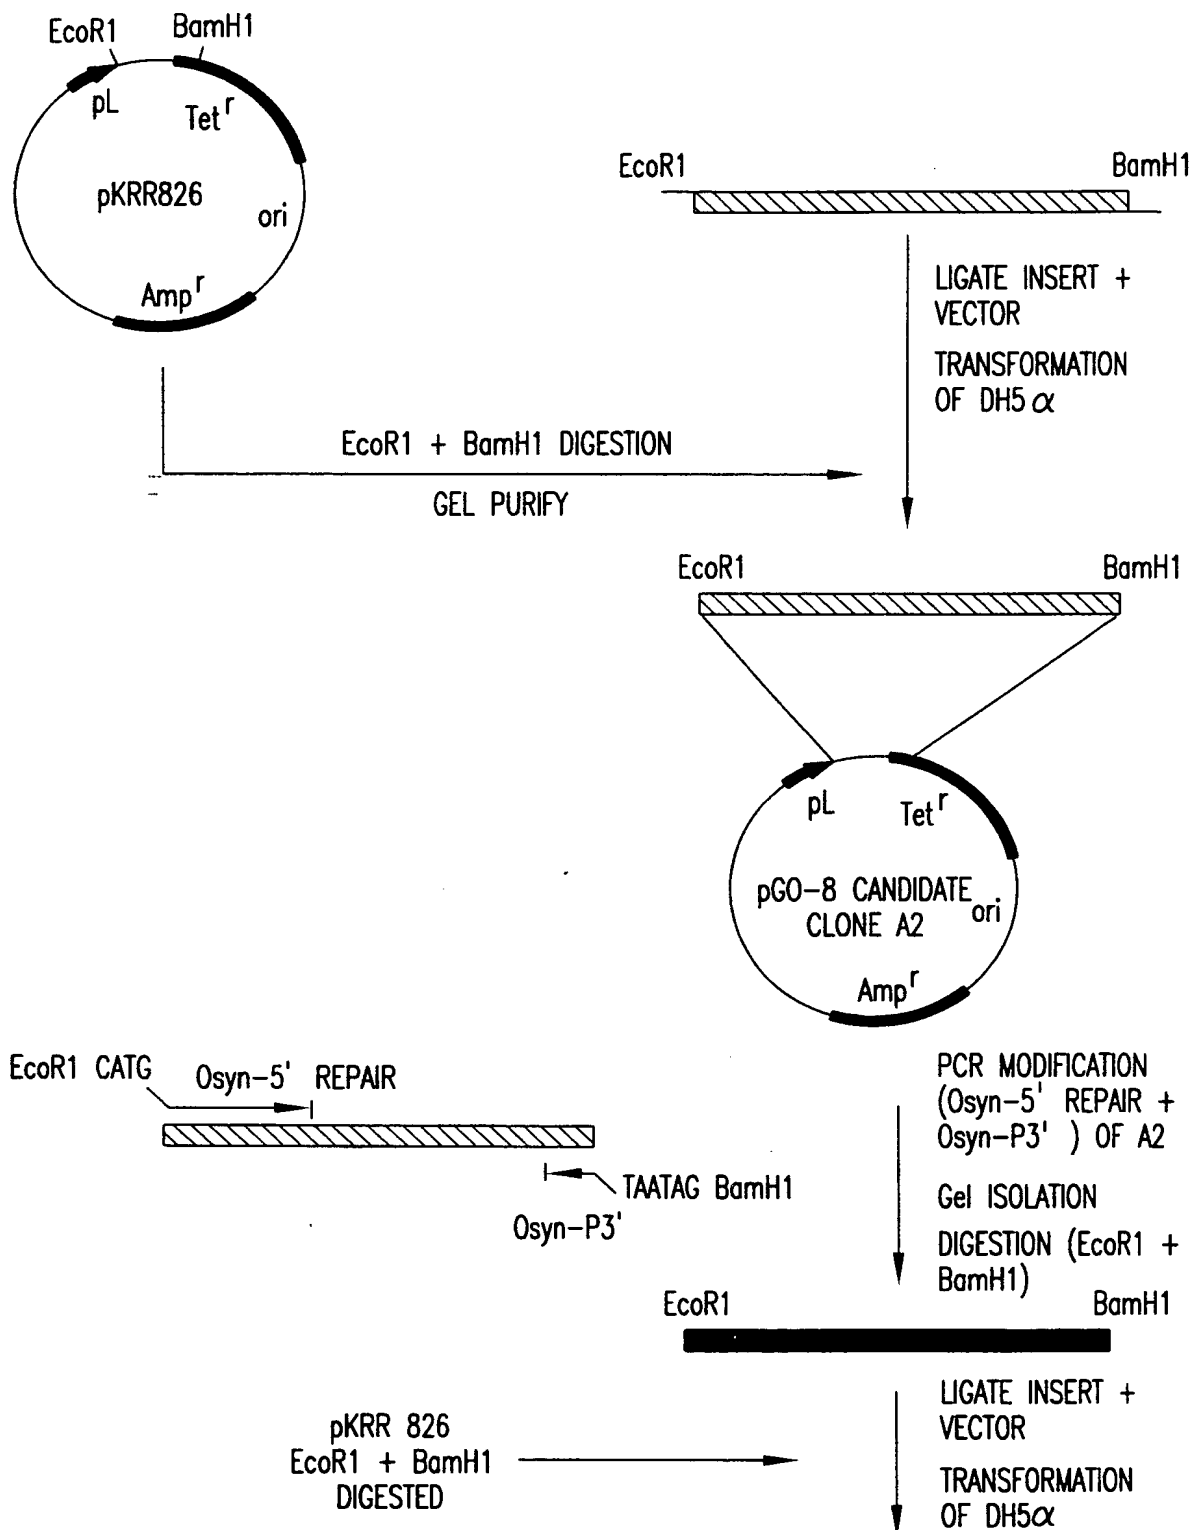 EcoR1
BamH1
pL
Tet r
pKRR826
ori
Amp r
EcoR1
BamH1
LIGATE INSERT +
VECTOR
TRANSFORMATION
OF DH5α
EcoR1 + BamH1 DIGESTION
GEL PURIFY
EcoR1
BamH1
pL
Tet r
pGO-8 CANDIDATE
CLONE A2
ori
Amp r
EcoR1 CATG
Osyn-5' REPAIR
TAATAG BamH1
Osyn-P3'
PCR MODIFICATION
(Osyn-5' REPAIR +
Osyn-P3' ) OF A2
Gel ISOLATION
DIGESTION (EcoR1 +
BamH1)
EcoR1
BamH1
pKRR 826
EcoR1 + BamH1
DIGESTED
LIGATE INSERT +
VECTOR
TRANSFORMATION
OF DH5α